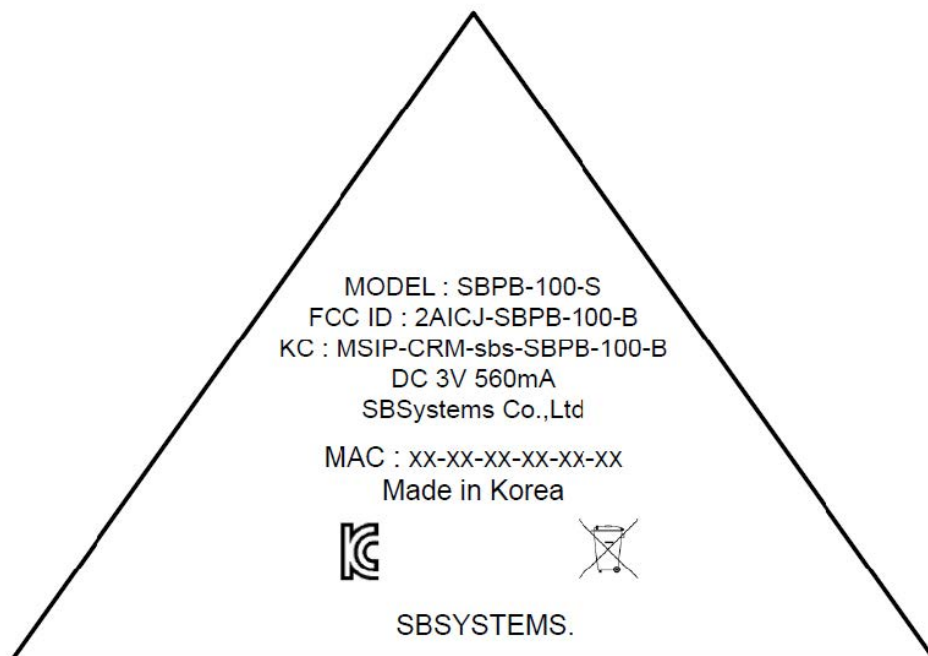 MODEL : SBPB-100-S
FCC ID : 2AICJ-SBPB-100-B
KC : MSIP-CRM-sbs-SBPB-100-B
DC 3V 560mA
SBSystems Co.,Ltd
MAC : xx-xx-xx-xx-xx-xx
Made in Korea
KC
SBSYSTEMS.